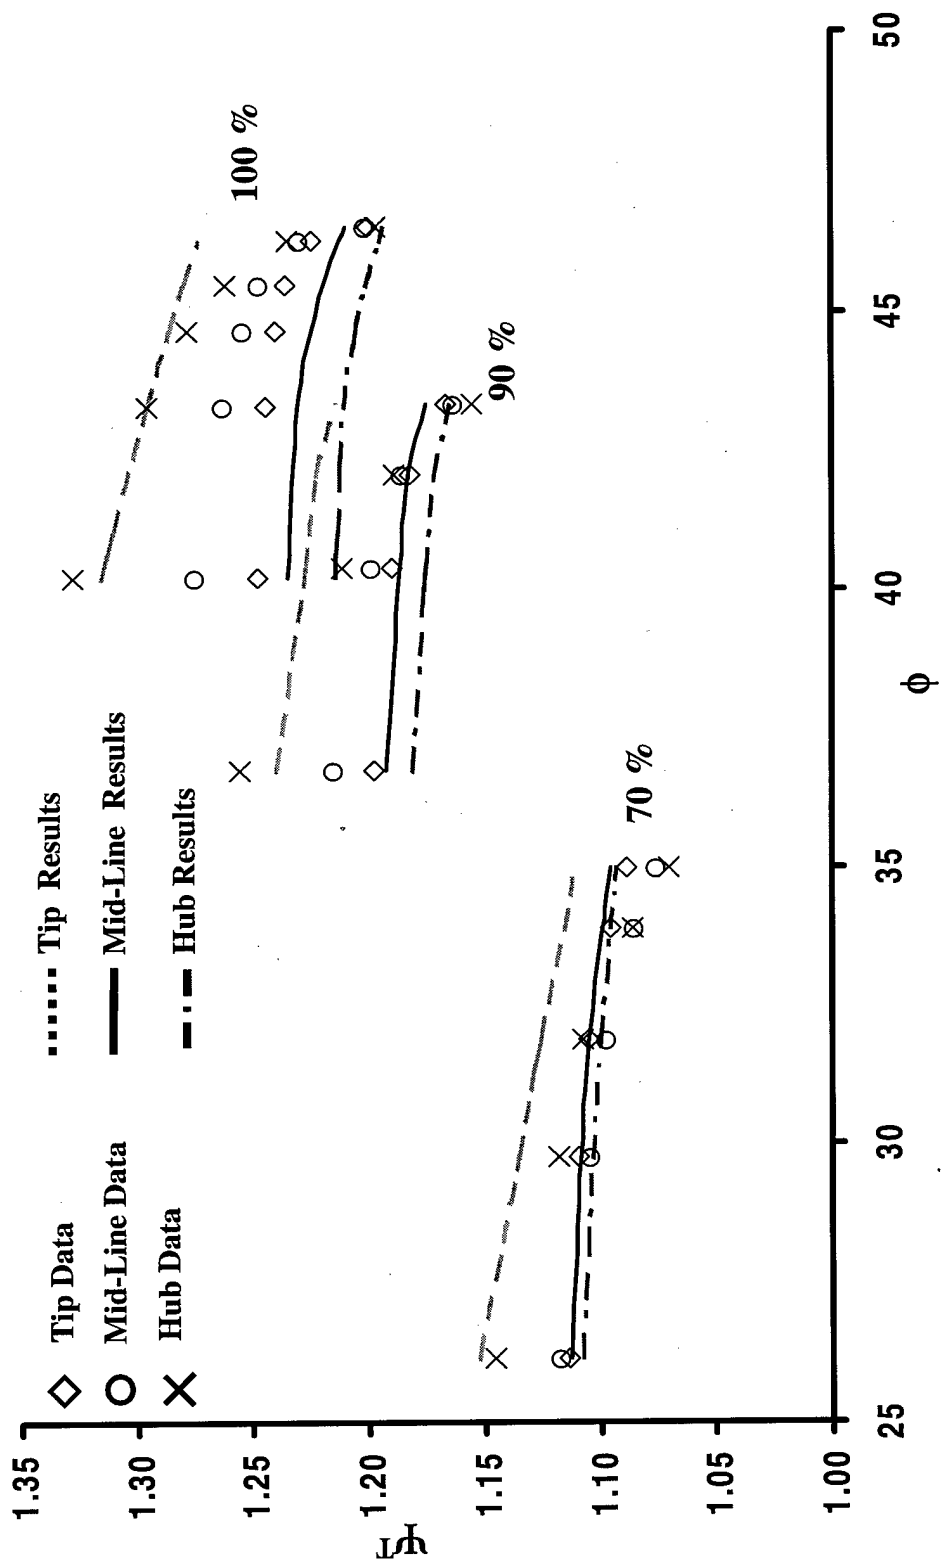 Tip Data
Mid-Line Data
Hub Data
Tip Results
Mid-Line Results
Hub Results
100 %
90 %
70 %
1.35
1.30
1.25
1.20
1.15
1.10
1.05
1.00
Ψᵀ
25
30
35
40
45
50
φ